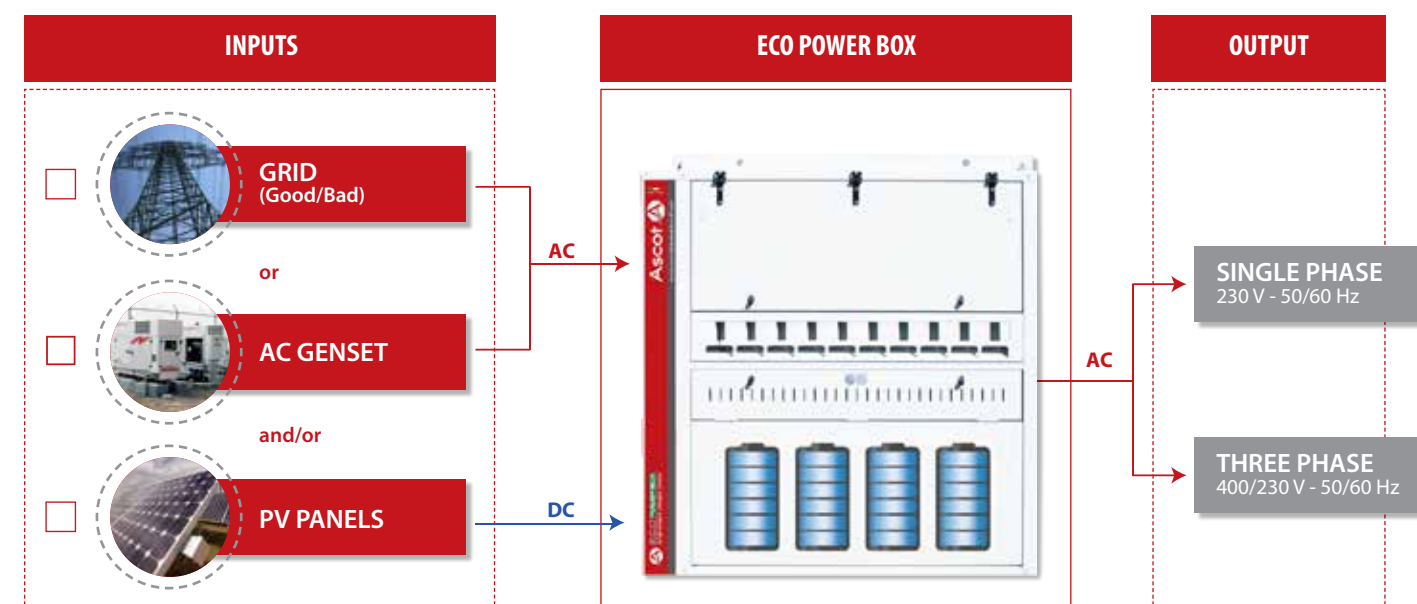 INPUTS
ECO POWER BOX
OUTPUT
GRID
(Good/Bad)
or
AC GENSET
and/or
PV PANELS
AC
DC
Ascot
AC
SINGLE PHASE
230 V - 50/60 Hz
THREE PHASE
400/230 V - 50/60 Hz